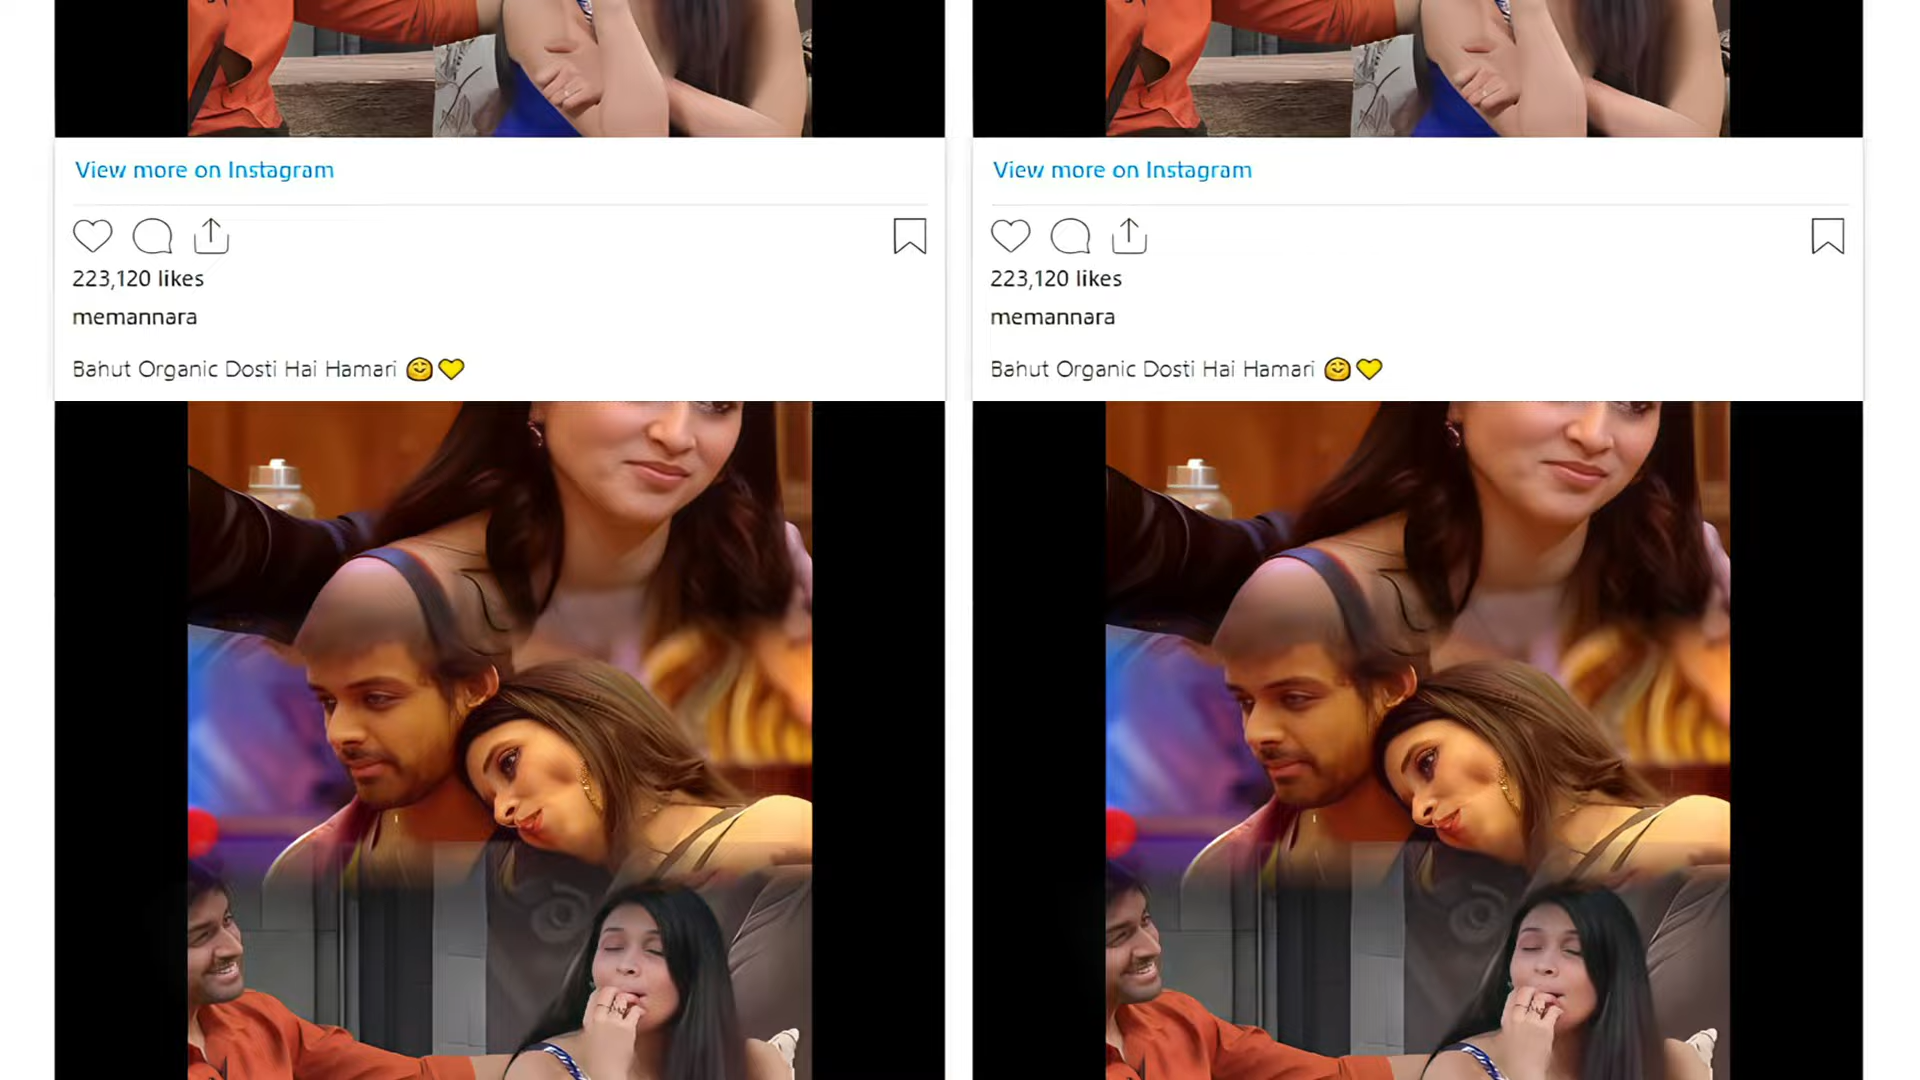 View more on Instagram
223,120 likes
memannara
Bahut Organic Dosti Hai Hamari 😊💛
View more on Instagram
223,120 likes
memannara
Bahut Organic Dosti Hai Hamari 😊💛